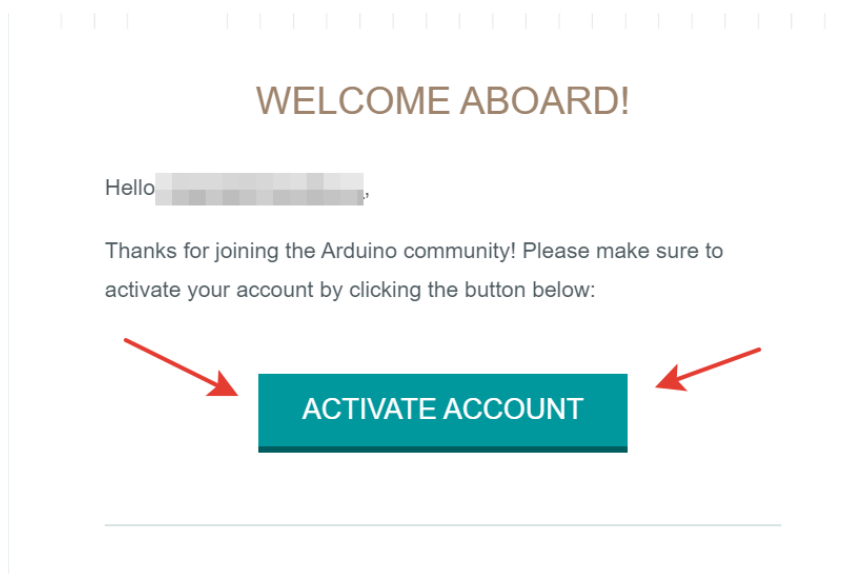 WELCOME ABOARD!
Hello ,
Thanks for joining the Arduino community! Please make sure to
activate your account by clicking the button below:
ACTIVATE ACCOUNT